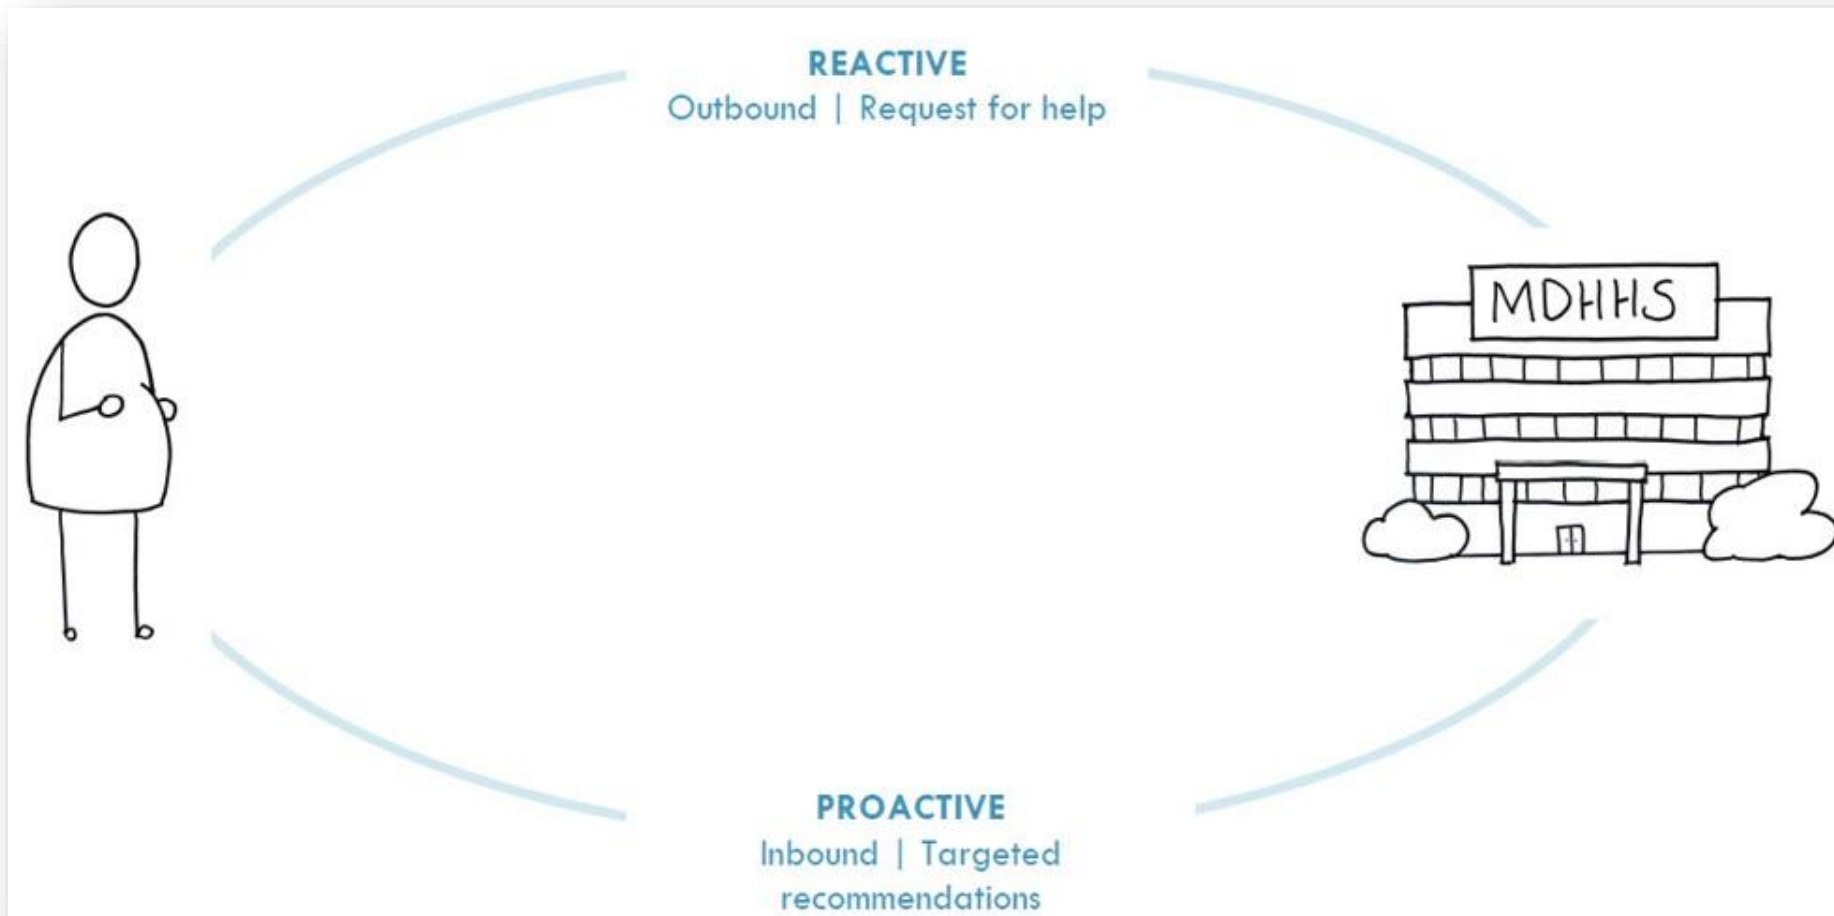 REACTIVE
Outbound | Request for help
MDHHS
PROACTIVE
Inbound | Targeted
recommendations